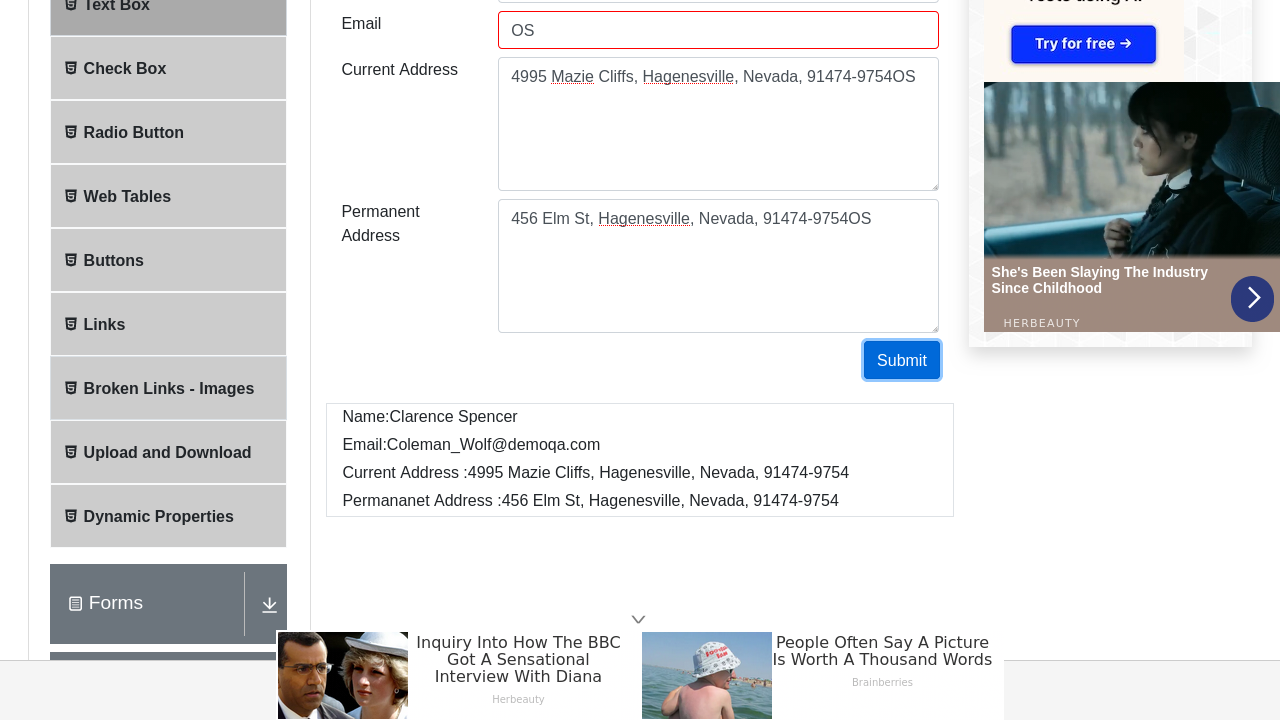 Text Box
Check Box
Radio Button
Web Tables
Buttons
Links
Broken Links - Images
Upload and Download
Dynamic Properties
Forms
Email
OS
Current Address
4995 Mazie Cliffs, Hagenesville, Nevada, 91474-9754OS
Permanent
Address
456 Elm St, Hagenesville, Nevada, 91474-9754OS
Submit
Name:Clarence Spencer
Email:Coleman_Wolf@demoqa.com
Current Address :4995 Mazie Cliffs, Hagenesville, Nevada, 91474-9754
Permananet Address :456 Elm St, Hagenesville, Nevada, 91474-9754
Try for free →
She's Been Slaying The Industry
Since Childhood
HERBEAUTY
Inquiry Into How The BBC
Got A Sensational
Interview With Diana
Herbeauty
People Often Say A Picture
Is Worth A Thousand Words
Brainberries